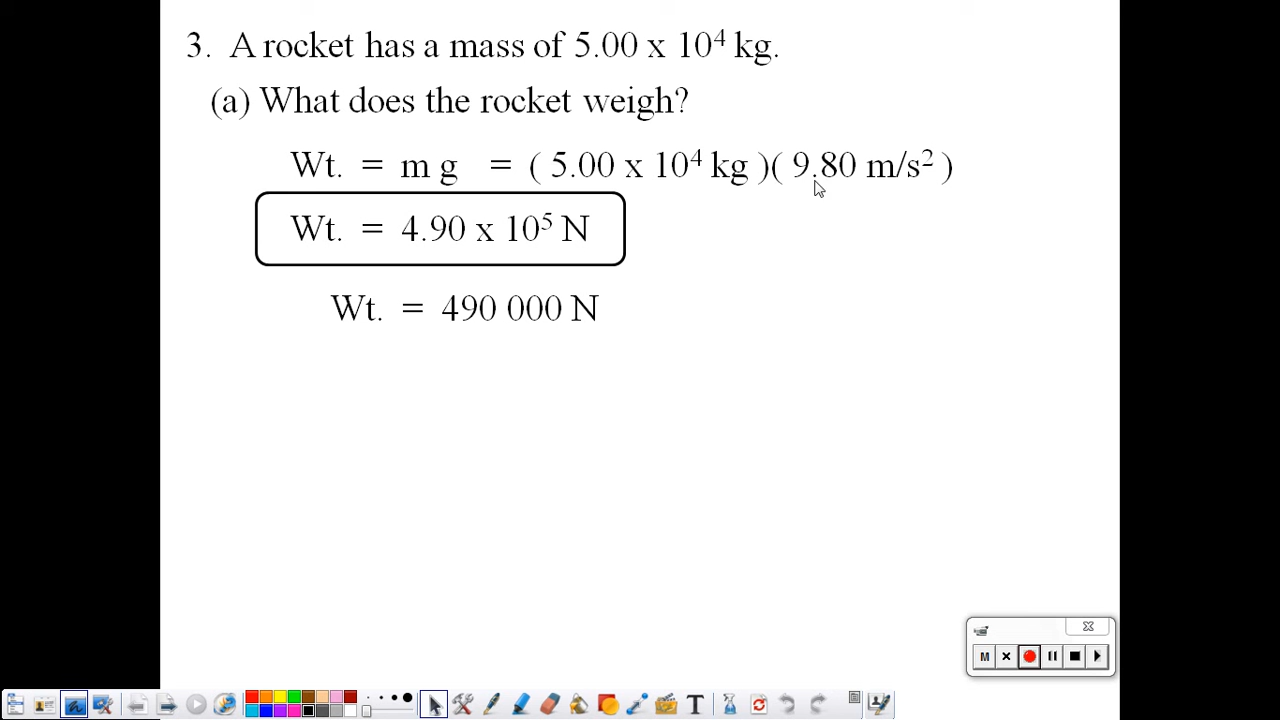 3. A rocket has a mass of 5.00 x 10⁴ kg.
(a) What does the rocket weigh?
Wt. = m g = ( 5.00 x 10⁴ kg )( 9.80 m/s² )
Wt. = 4.90 x 10⁵ N
Wt. = 490 000 N
M